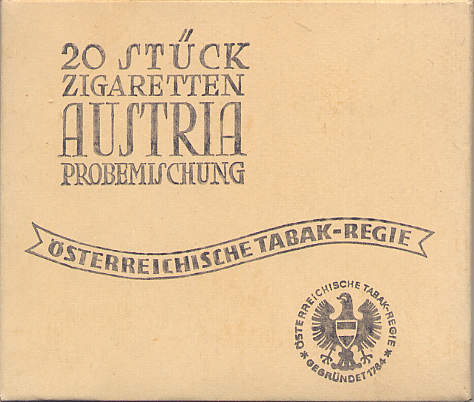 20 STÜCK
ZIGARETTEN
AUSTRIA
PROBEMISCHUNG
ÖSTERREICHISCHE TABAK-REGIE
ÖSTERREICHISCHE TABAK-REGIE
* GEGRÜNDET 1784 *